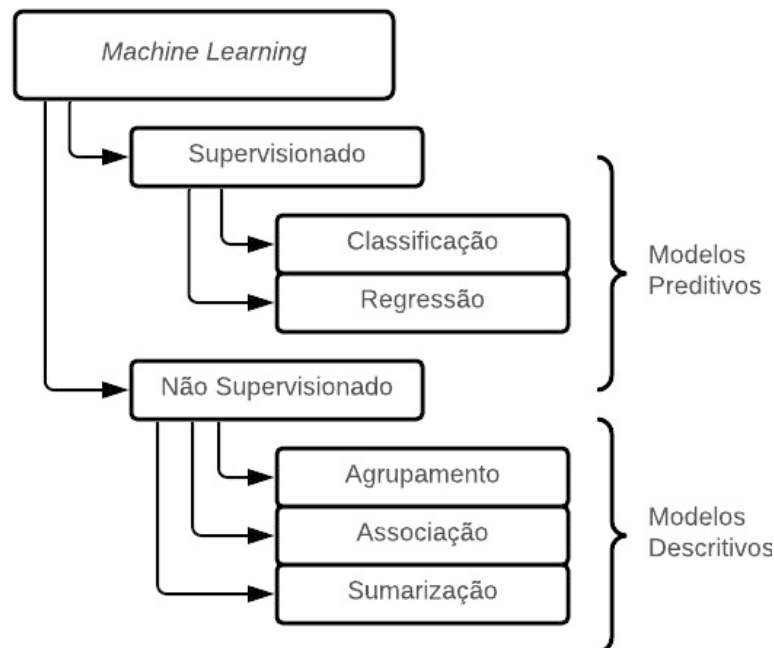 Machine Learning
Supervisionado
Classificação
Regressão
Modelos
Preditivos
Não Supervisionado
Agrupamento
Associação
Sumarização
Modelos
Descritivos